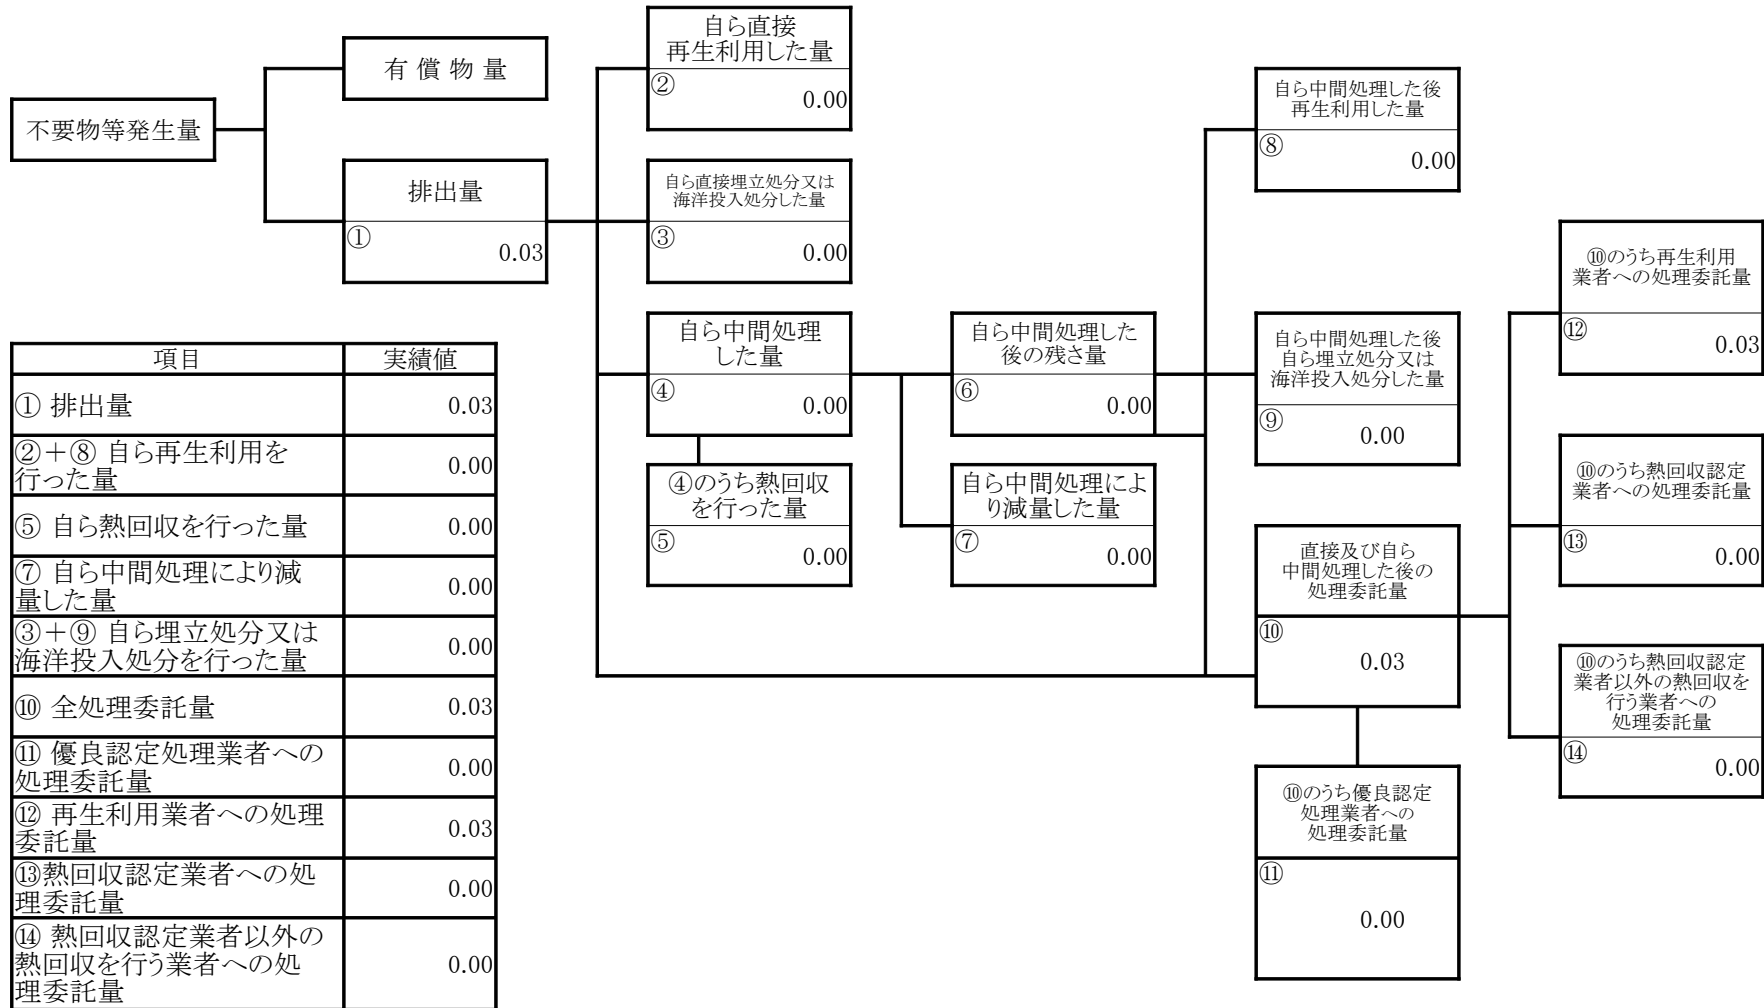 自ら直接
再生利用した量
②
0.00
有 償 物 量
不要物等発生量
自ら中間処理した後
再生利用した量
⑧
0.00
排出量
①
0.03
自ら直接埋立処分又は
海洋投入処分した量
③
0.00
⑩のうち再生利用
業者への処理委託量
⑫
0.03
自ら中間処理
した量
④
0.00
自ら中間処理した
後の残さ量
⑥
0.00
自ら中間処理した後
自ら埋立処分又は
海洋投入処分した量
⑨
0.00
④のうち熱回収
を行った量
⑤
0.00
自ら中間処理によ
り減量した量
⑦
0.00
⑩のうち熱回収認定
業者への処理委託量
⑬
0.00
直接及び自ら
中間処理した後の
処理委託量
⑩
0.03
⑩のうち熱回収認定
業者以外の熱回収を
行う業者への
処理委託量
⑭
0.00
⑩のうち優良認定
処理業者への
処理委託量
⑪
0.00
項目 実績値
① 排出量 0.03
②＋⑧ 自ら再生利用を
行った量 0.00
⑤ 自ら熱回収を行った量 0.00
⑦ 自ら中間処理により減
量した量 0.00
③＋⑨ 自ら埋立処分又は
海洋投入処分を行った量 0.00
⑩ 全処理委託量 0.03
⑪ 優良認定処理業者への
処理委託量 0.00
⑫ 再生利用業者への処理
委託量 0.03
⑬熱回収認定業者への処
理委託量 0.00
⑭ 熱回収認定業者以外の
熱回収を行う業者への処
理委託量 0.00